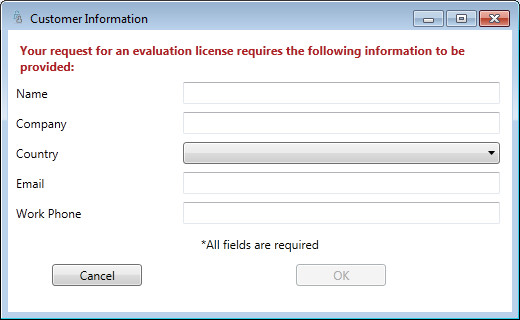 Customer Information
Your request for an evaluation license requires the following information to be
provided:
Name
Company
Country
Email
Work Phone
*All fields are required
Cancel
OK